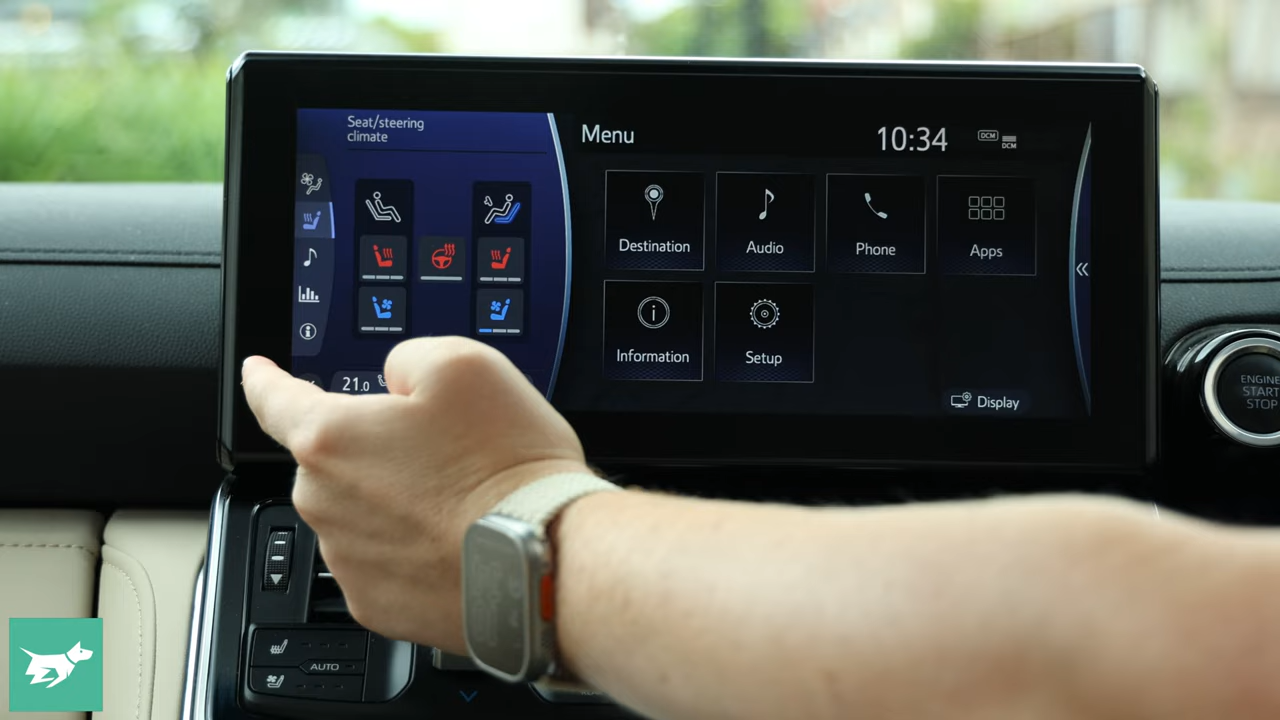 Seat/steering
climate
Menu
10:34
DCM
DCM
Destination
Audio
Phone
Apps
Information
Setup
21.0
Display
ENGINE
START
STOP
AUTO